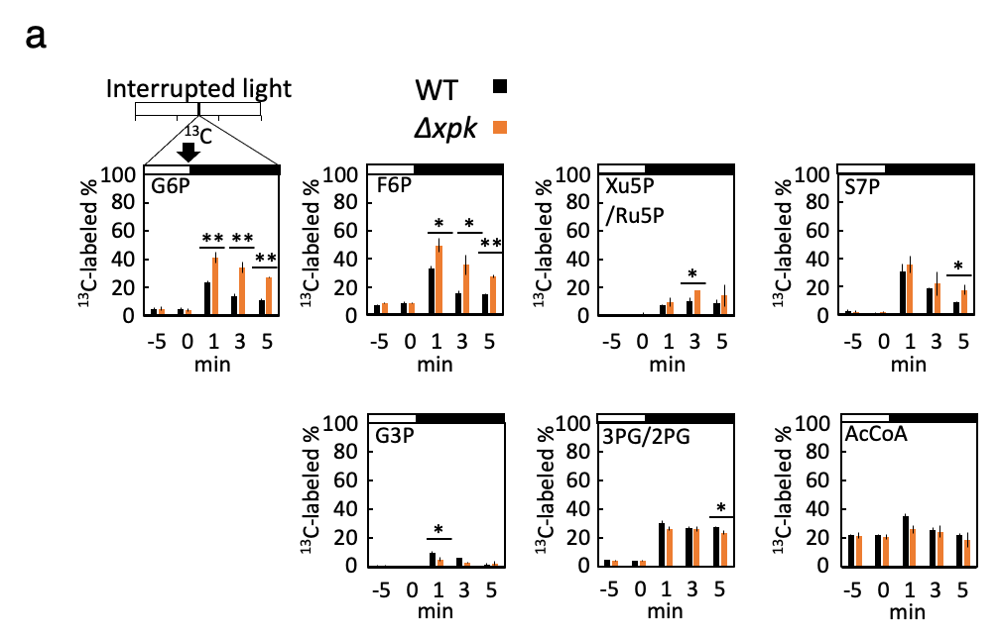 a
Interrupted light
WT
Δxpk
¹³C
¹³C-labeled %
100
80
60
40
20
0
G6P
** ** **
-5 0 1 3 5
min
¹³C-labeled %
100
80
60
40
20
0
F6P
* * **
-5 0 1 3 5
min
¹³C-labeled %
100
80
60
40
20
0
Xu5P
/Ru5P
*
-5 0 1 3 5
min
¹³C-labeled %
100
80
60
40
20
0
S7P
*
-5 0 1 3 5
min
¹³C-labeled %
100
80
60
40
20
0
G3P
*
-5 0 1 3 5
min
¹³C-labeled %
100
80
60
40
20
0
3PG/2PG
*
-5 0 1 3 5
min
¹³C-labeled %
100
80
60
40
20
0
AcCoA
-5 0 1 3 5
min